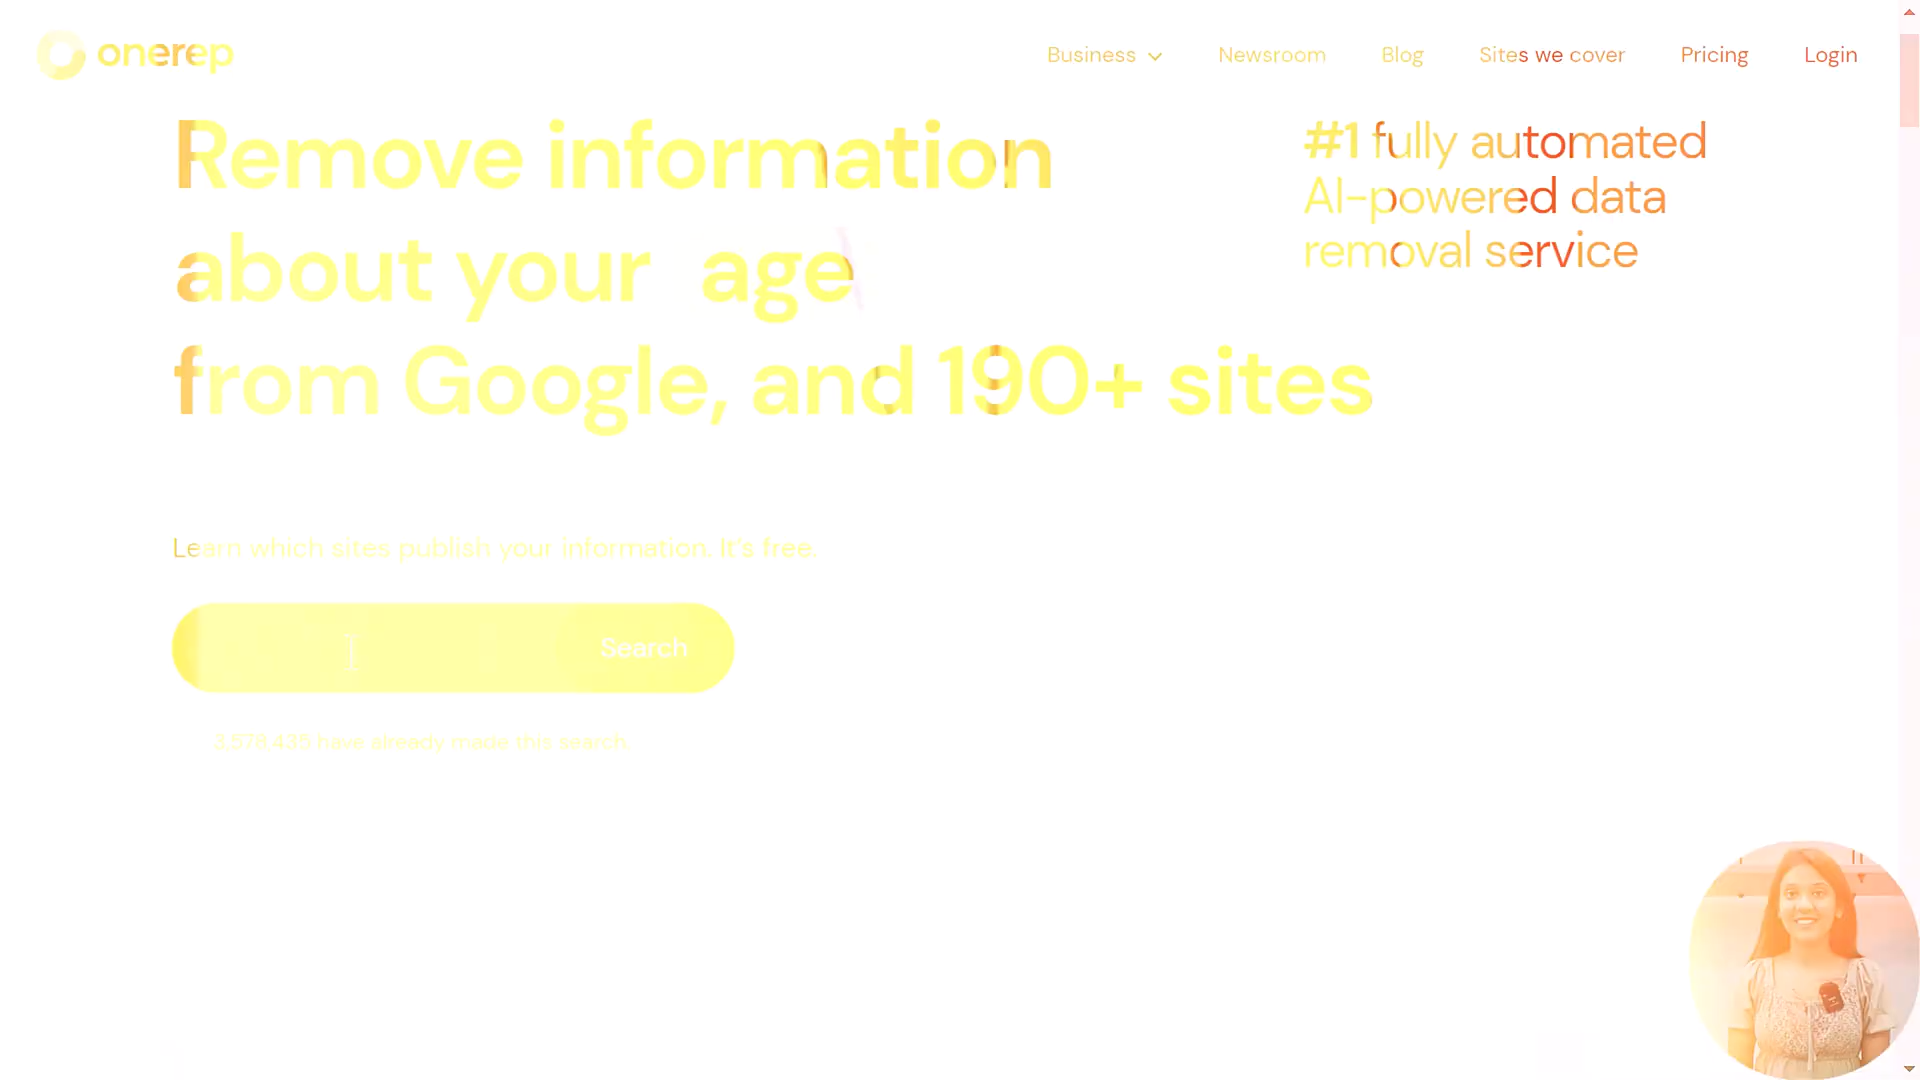 onerep
Business
Newsroom
Blog
Sites we cover
Pricing
Login
Remove information
about your age
from Google, and 190+ sites
#1 fully automated
AI-powered data
removal service
Learn which sites publish your information. It's free.
Search
3,578,435 have already made this search.